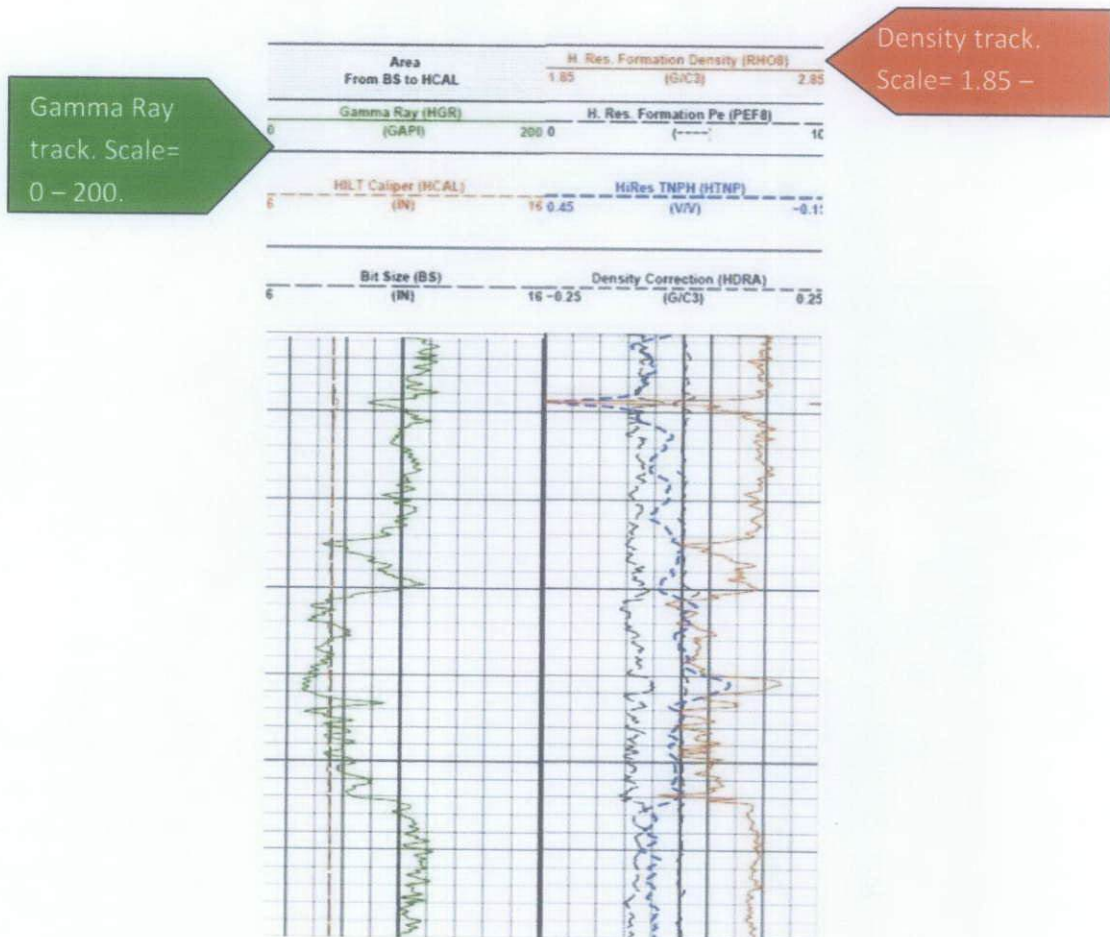 Density track.
Scale= 1.85 –
Gamma Ray
track. Scale=
0 – 200.
Area
From BS to HCAL
H. Res. Formation Density (RHO8)
1.85 (G/C3) 2.85
Gamma Ray (HGR)
0 (GAPI) 200
H. Res. Formation Pe (PEF8)
0 (---- 10
HILT Caliper (HCAL)
6 (IN) 16
HiRes TNPH (HTNP)
0.45 (V/V)
Bit Size (BS)
6 (IN) 16
Density Correction (HDRA)
-0.25 (G/C3) 0.25